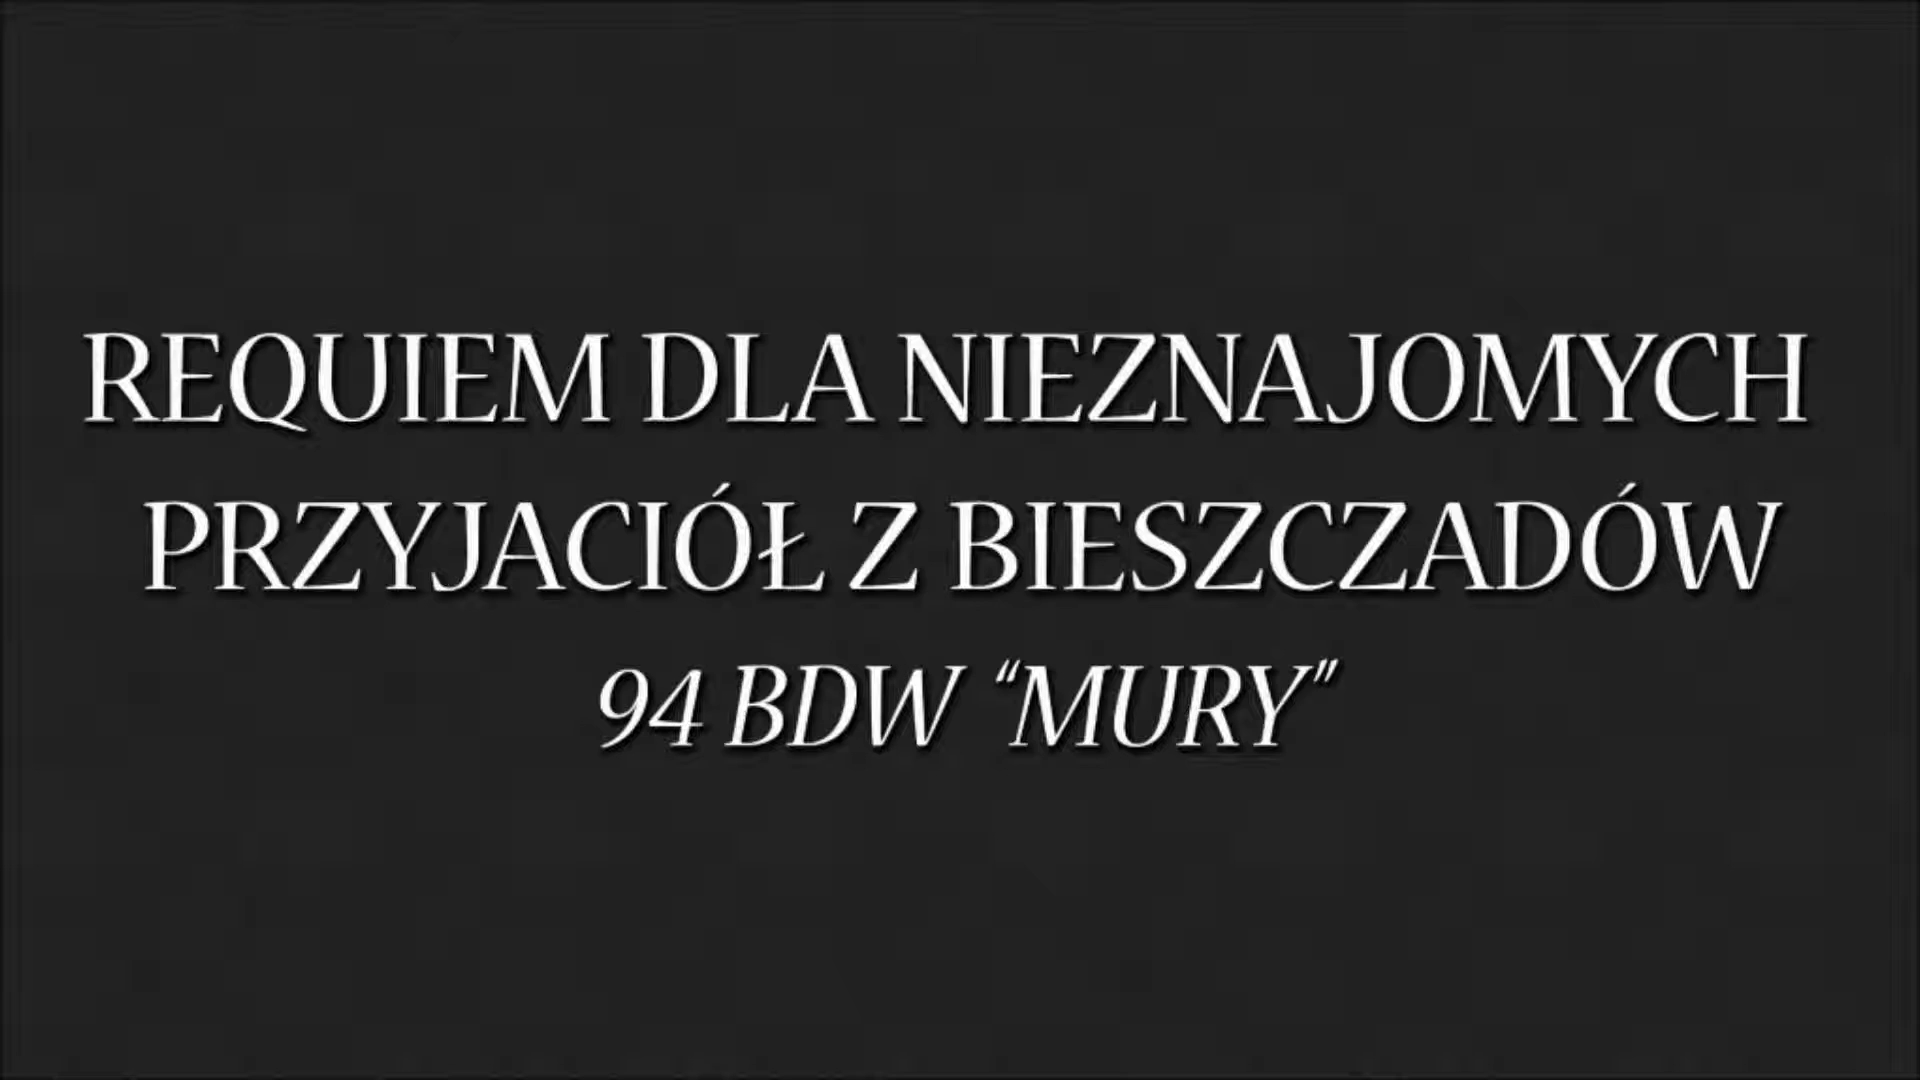 REQUIEM DLA NIEZNAJOMYCH
PRZYJACIÓŁ Z BIESZCZADÓW
94 BDW “MURY”